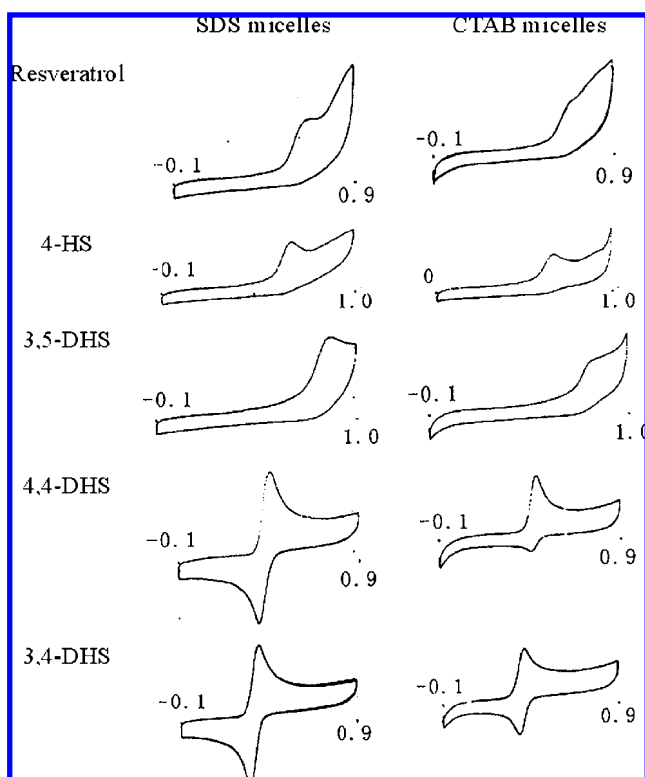 SDS micelles CTAB micelles
Resveratrol
-0.1 0.9 -0.1 0.9
4-HS
-0.1 1.0 0 1.0
3,5-DHS
-0.1 1.0 -0.1 1.0
4,4-DHS
-0.1 0.9 -0.1 0.9
3,4-DHS
-0.1 0.9 -0.1 0.9